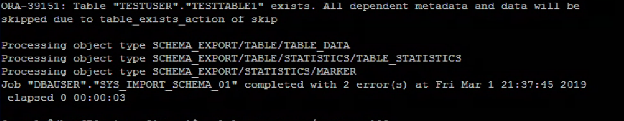 ORA-39151: Table "TESTUSER"."TESTTABLE1" exists. All dependent metadata and data will be
skipped due to table_exists_action of skip
Processing object type SCHEMA_EXPORT/TABLE/TABLE_DATA
Processing object type SCHEMA_EXPORT/TABLE/STATISTICS/TABLE_STATISTICS
Processing object type SCHEMA_EXPORT/STATISTICS/MARKER
Job "DBAUSER"."SYS_IMPORT_SCHEMA_01" completed with 2 error(s) at Fri Mar 1 21:37:45 2019
elapsed 0 00:00:03